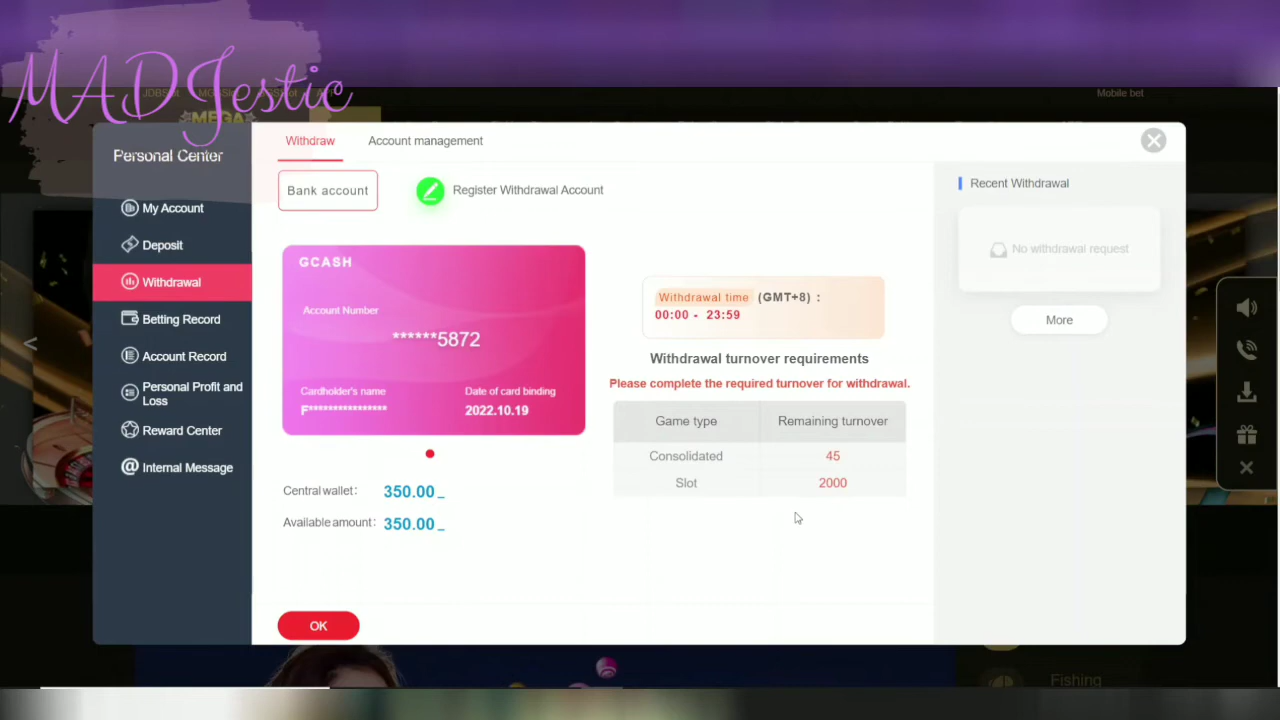 MADJestic
MEGA
Mobile bet
Personal Center
My Account
Deposit
Withdrawal
Betting Record
Account Record
Personal Profit and
Loss
Reward Center
Internal Message
Withdraw
Account management
Bank account
Register Withdrawal Account
GCASH
Account Number
******5872
Cardholder's name
Date of card binding
F****************
2022.10.19
Central wallet:
350.00_
Available amount:
350.00_
OK
Withdrawal time (GMT+8) :
00:00 - 23:59
Withdrawal turnover requirements
Please complete the required turnover for withdrawal.
Game type
Remaining turnover
Consolidated
45
Slot
2000
Recent Withdrawal
No withdrawal request
More
Fishing